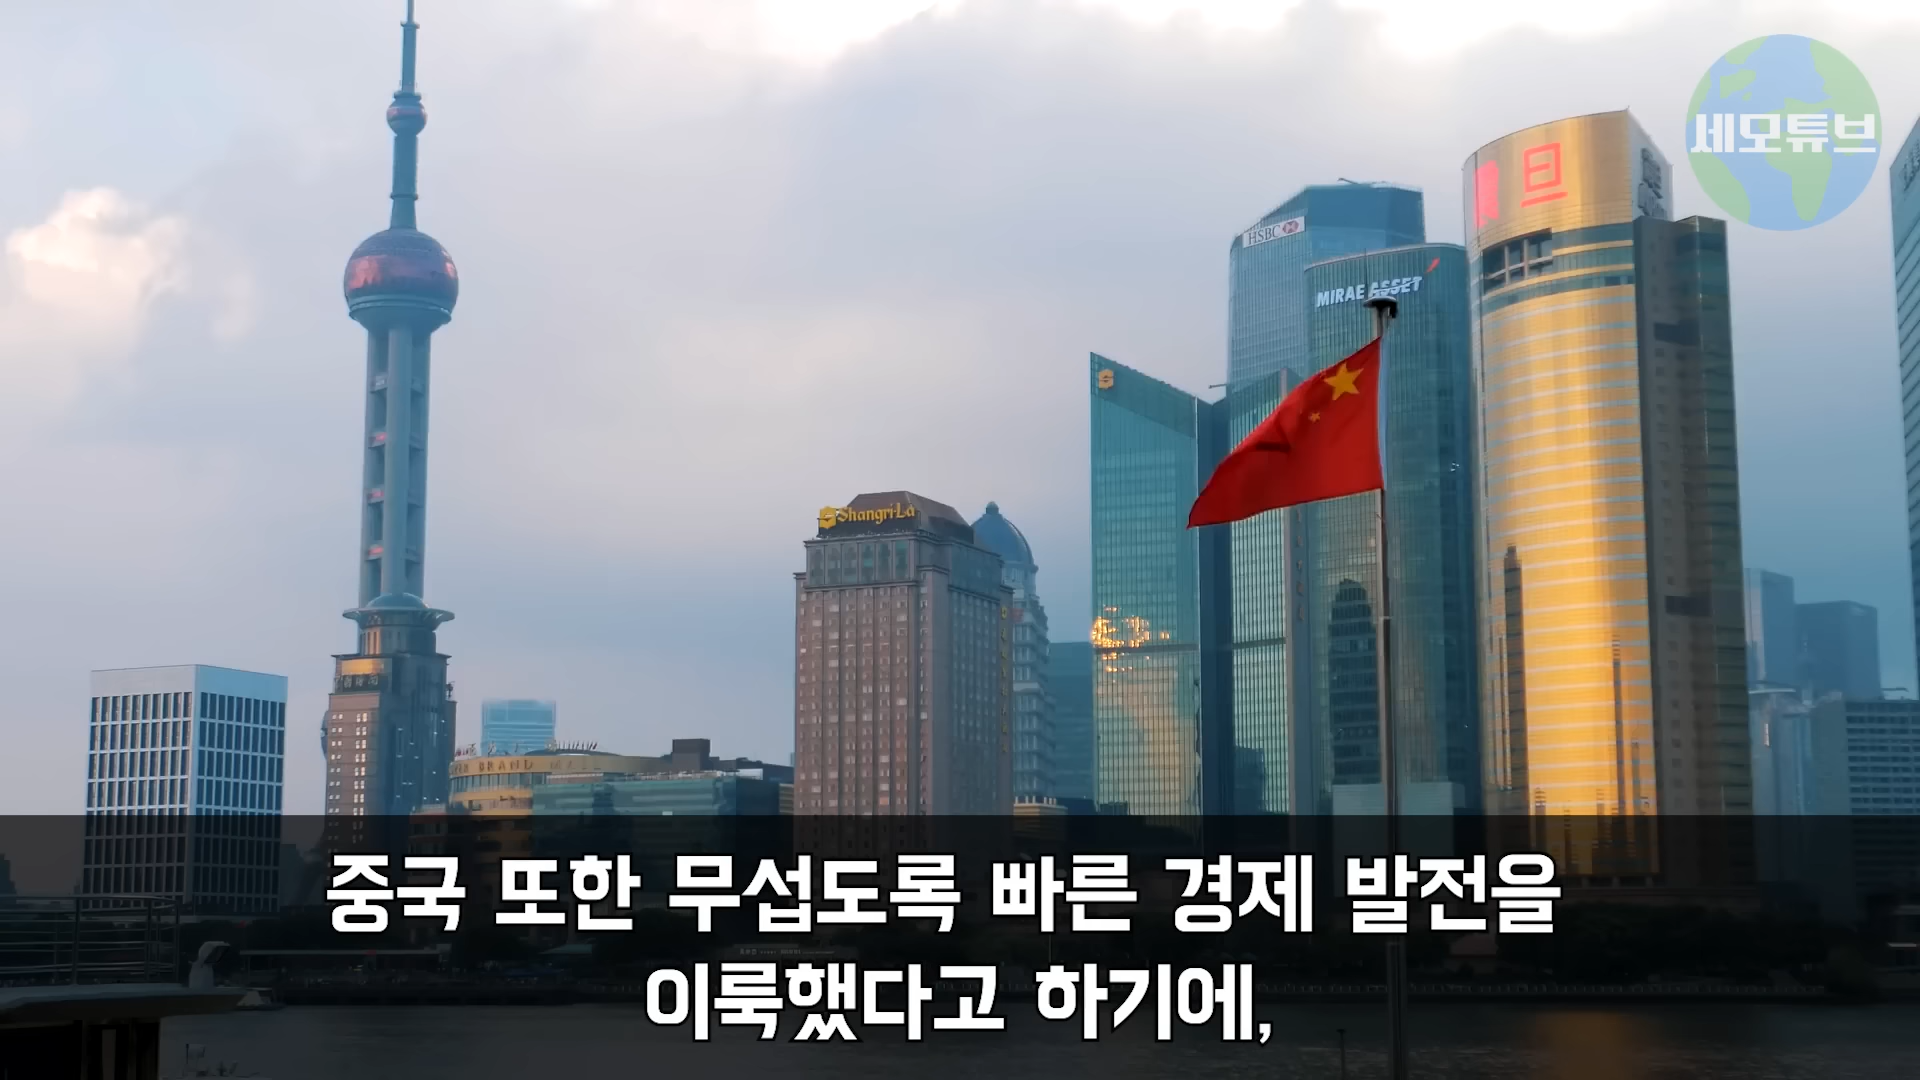 세모튜브
旦
HSBC
MIRAE ASSET
Shangri-La
중국 또한 무섭도록 빠른 경제 발전을
이룩했다고 하기에,